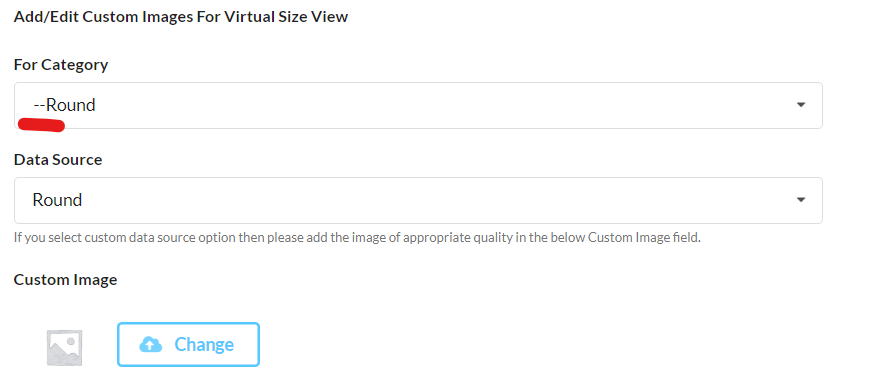 Add/Edit Custom Images For Virtual Size View
For Category
--Round
Data Source
Round
If you select custom data source option then please add the image of appropriate quality in the below Custom Image field.
Custom Image
Change